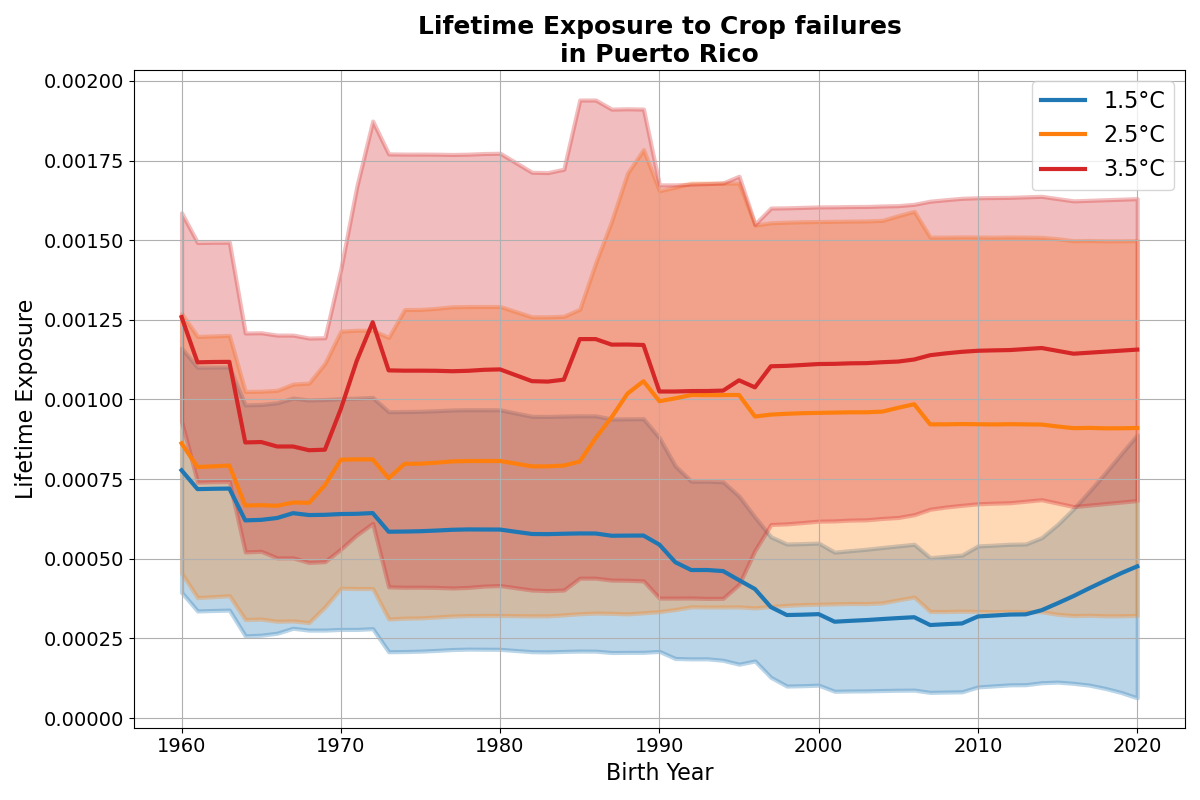 Lifetime Exposure to Crop failures
in Puerto Rico
0.00200
0.00175
0.00150
0.00125
0.00100
0.00075
0.00050
0.00025
0.00000
Lifetime Exposure
1.5°C
2.5°C
3.5°C
1960 1970 1980 1990 2000 2010 2020
Birth Year